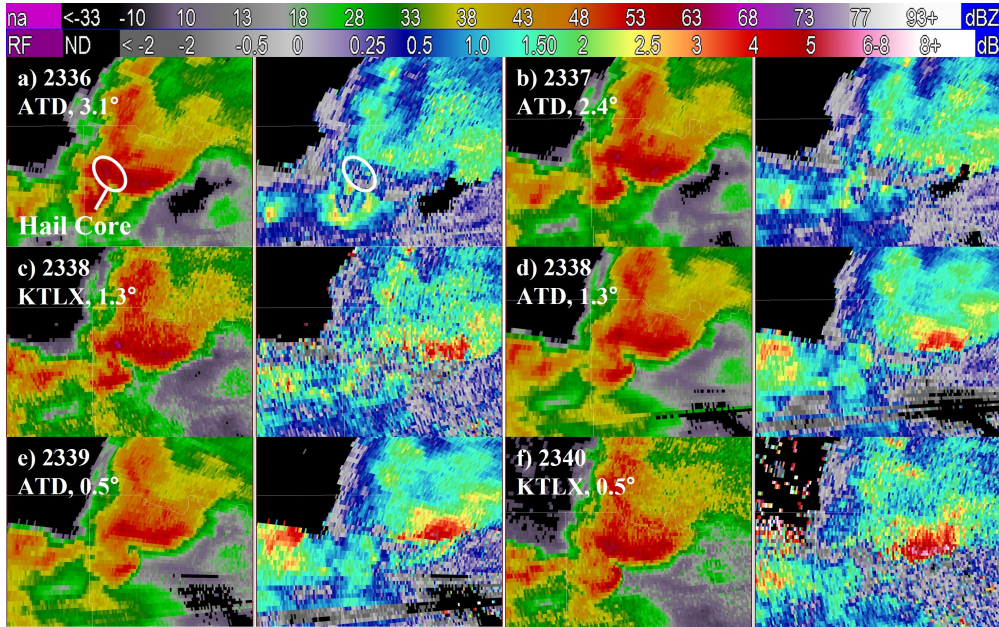 na <-33 -10 10 13 18 28 33 38 43 48 53 63 68 73 77 93+ dBZ
RF ND < -2 -2 -0.5 0 0.25 0.5 1.0 1.50 2 2.5 3 4 5 6-8 8+ dB
a) 2336
ATD, 3.1°
Hail Core
b) 2337
ATD, 2.4°
c) 2338
KTLX, 1.3°
d) 2338
ATD, 1.3°
e) 2339
ATD, 0.5°
f) 2340
KTLX, 0.5°